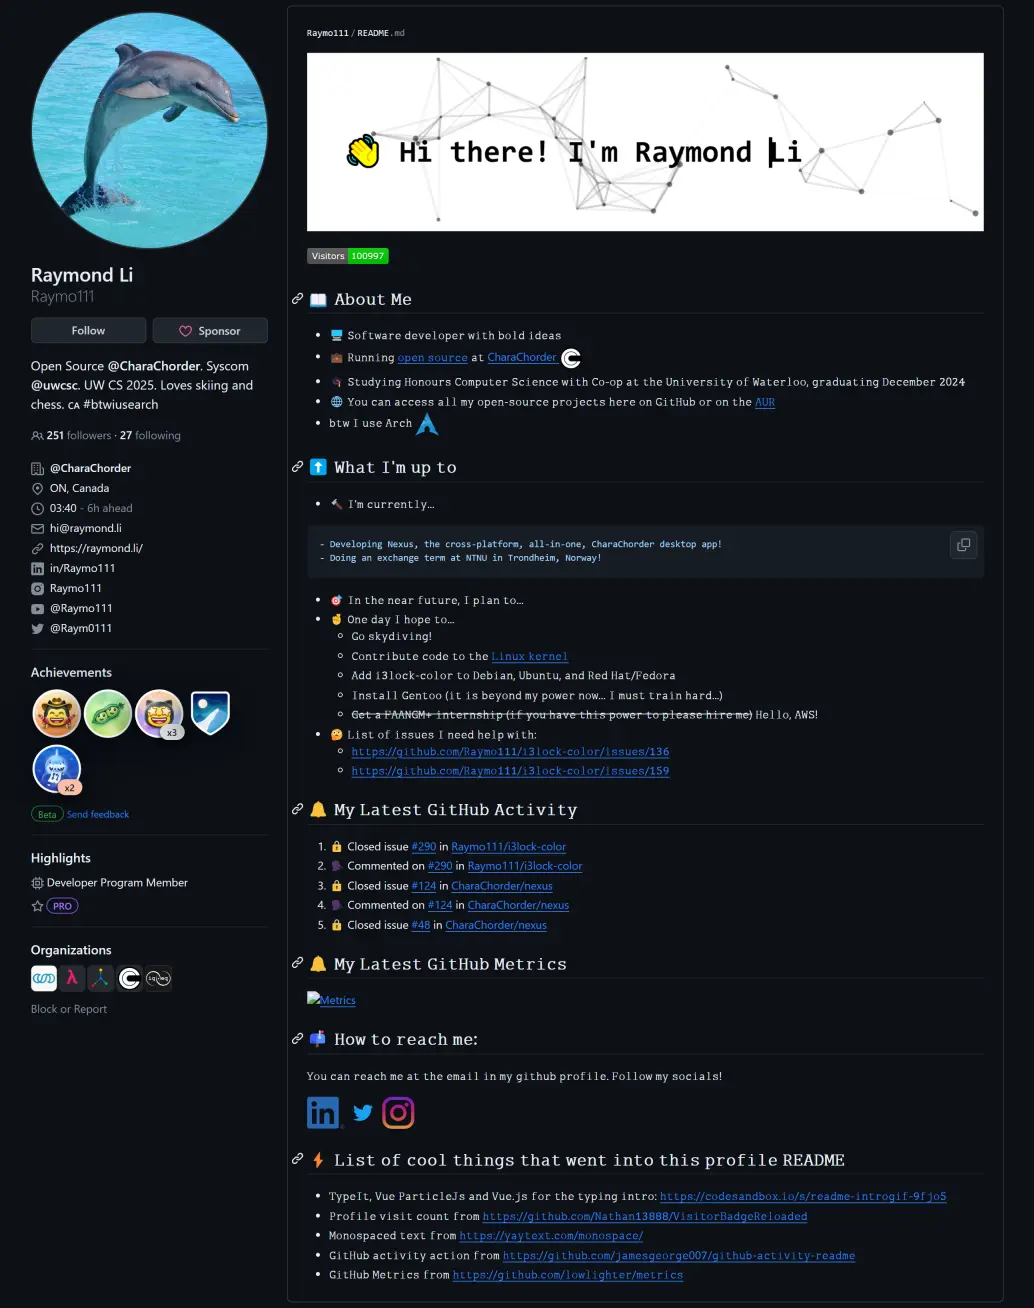 Raymond Li
Raymo111
Follow
Sponsor
Open Source @CharaChorder. Syscom
@uwcsc. UW CS 2025. Loves skiing and
chess. ᴄᴀ #btwiusearch
251 followers · 27 following
@CharaChorder
ON, Canada
03:40 - 6h ahead
hi@raymond.li
https://raymond.li/
in/Raymo111
Raymo111
@Raymo111
@Raym0111
Achievements
x3
x2
Beta Send feedback
Highlights
Developer Program Member
PRO
Organizations
Block or Report
Raymo111 / README.md
Hi there! I'm Raymond Li
Visitors 100997
About Me
Software developer with bold ideas
Running open source at CharaChorder
Studying Honours Computer Science with Co-op at the University of Waterloo, graduating December 2024
You can access all my open-source projects here on GitHub or on the AUR
btw I use Arch
What I'm up to
I'm currently...
- Developing Nexus, the cross-platform, all-in-one, CharaChorder desktop app!
- Doing an exchange term at NTNU in Trondheim, Norway!
In the near future, I plan to...
One day I hope to...
Go skydiving!
Contribute code to the Linux kernel
Add i3lock-color to Debian, Ubuntu, and Red Hat/Fedora
Install Gentoo (it is beyond my power now... I must train hard...)
Get a FAANGM+ internship (if you have this power to please hire me) Hello, AWS!
List of issues I need help with:
https://github.com/Raymo111/i3lock-color/issues/136
https://github.com/Raymo111/i3lock-color/issues/159
My Latest GitHub Activity
1. Closed issue #290 in Raymo111/i3lock-color
2. Commented on #290 in Raymo111/i3lock-color
3. Closed issue #124 in CharaChorder/nexus
4. Commented on #124 in CharaChorder/nexus
5. Closed issue #48 in CharaChorder/nexus
My Latest GitHub Metrics
Metrics
How to reach me:
You can reach me at the email in my github profile. Follow my socials!
in
List of cool things that went into this profile README
TypeIt, Vue ParticleJs and Vue.js for the typing intro: https://codesandbox.io/s/readme-introgif-9fjo5
Profile visit count from https://github.com/Nathan13888/VisitorBadgeReloaded
Monospaced text from https://yaytext.com/monospace/
GitHub activity action from https://github.com/jamesgeorge007/github-activity-readme
GitHub Metrics from https://github.com/lowlighter/metrics